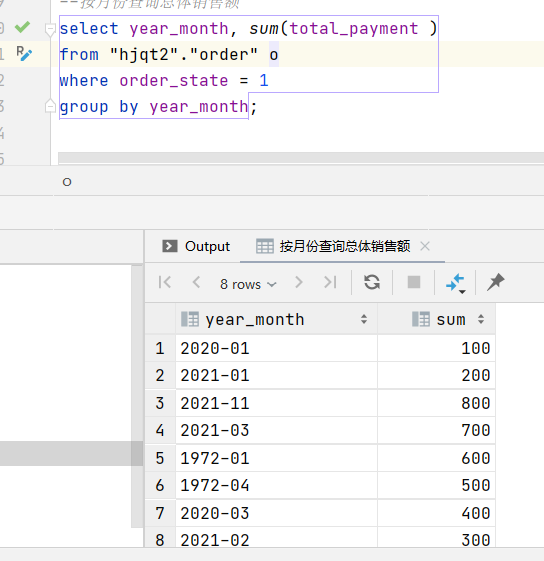 --按月份查询总体销售额
select year_month, sum(total_payment )
from "hjqt2"."order" o
where order_state = 1
group by year_month;
O
Output
按月份查询总体销售额
8 rows
year_month sum
1 2020-01 100
2 2021-01 200
3 2021-11 800
4 2021-03 700
5 1972-01 600
6 1972-04 500
7 2020-03 400
8 2021-02 300